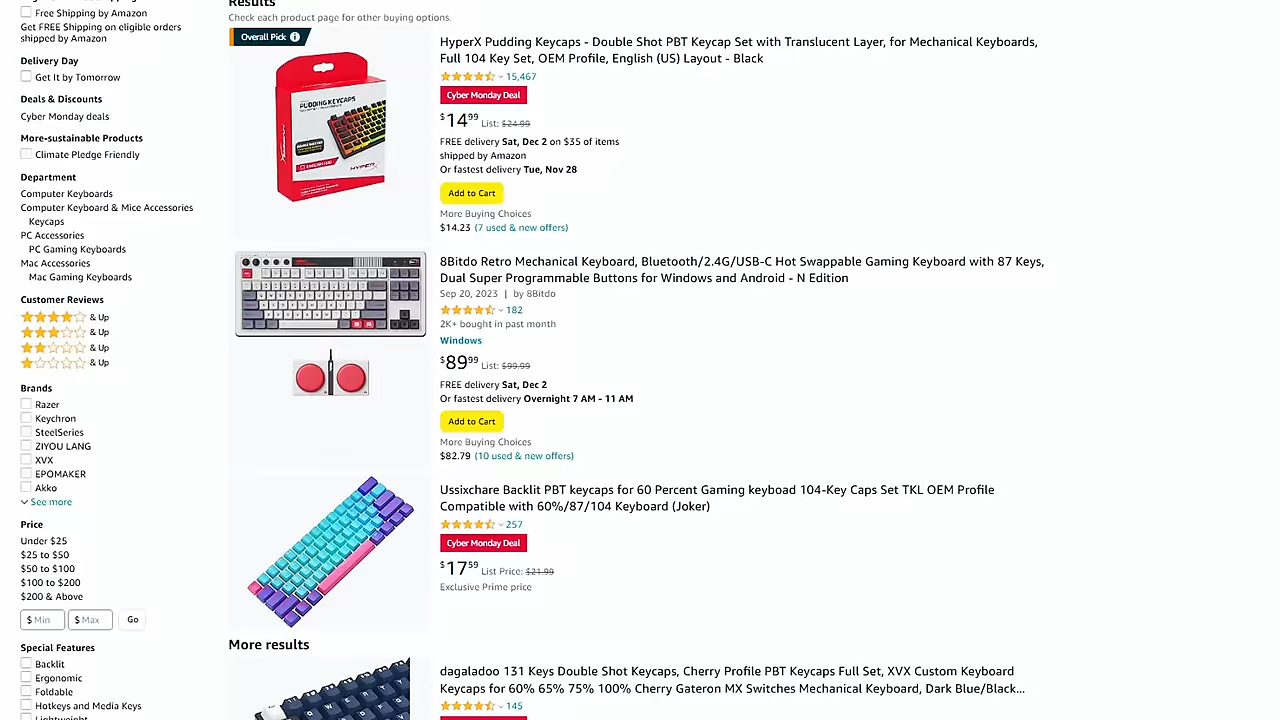 Results
Check each product page for other buying options.
Free Shipping by Amazon
Get FREE Shipping on eligible orders
shipped by Amazon
Delivery Day
Get It by Tomorrow
Deals & Discounts
Cyber Monday deals
More-sustainable Products
Climate Pledge Friendly
Department
Computer Keyboards
Computer Keyboard & Mice Accessories
Keycaps
PC Accessories
PC Gaming Keyboards
Mac Accessories
Mac Gaming Keyboards
Customer Reviews
& Up
& Up
& Up
& Up
Brands
Razer
Keychron
SteelSeries
ZIYOU LANG
XVX
EPOMAKER
Akko
See more
Price
Under $25
$25 to $50
$50 to $100
$100 to $200
$200 & Above
$ Min $ Max Go
Special Features
Backlit
Ergonomic
Foldable
Hotkeys and Media Keys
Lightweight
Overall Pick
PUDDING KEYCAPS
HYPERX
HyperX Pudding Keycaps - Double Shot PBT Keycap Set with Translucent Layer, for Mechanical Keyboards,
Full 104 Key Set, OEM Profile, English (US) Layout - Black
15,467
Cyber Monday Deal
$14 99 List: $24.99
FREE delivery Sat, Dec 2 on $35 of items
shipped by Amazon
Or fastest delivery Tue, Nov 28
Add to Cart
More Buying Choices
$14.23 (7 used & new offers)
8Bitdo Retro Mechanical Keyboard, Bluetooth/2.4G/USB-C Hot Swappable Gaming Keyboard with 87 Keys,
Dual Super Programmable Buttons for Windows and Android - N Edition
Sep 20, 2023 | by 8Bitdo
182
2K+ bought in past month
Windows
$89 99 List: $99.99
FREE delivery Sat, Dec 2
Or fastest delivery Overnight 7 AM - 11 AM
Add to Cart
More Buying Choices
$82.79 (10 used & new offers)
Ussixchare Backlit PBT keycaps for 60 Percent Gaming keyboad 104-Key Caps Set TKL OEM Profile
Compatible with 60%/87/104 Keyboard (Joker)
257
Cyber Monday Deal
$17 59 List Price: $21.99
Exclusive Prime price
More results
dagaladoo 131 Keys Double Shot Keycaps, Cherry Profile PBT Keycaps Full Set, XVX Custom Keyboard
Keycaps for 60% 65% 75% 100% Cherry Gateron MX Switches Mechanical Keyboard, Dark Blue/Black...
145